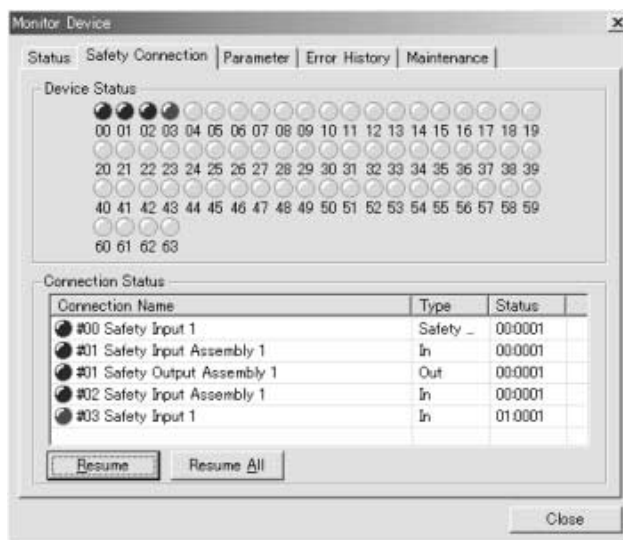 Monitor Device
Status Safety Connection Parameter Error History Maintenance
Device Status
00 01 02 03 04 05 06 07 08 09 10 11 12 13 14 15 16 17 18 19
20 21 22 23 24 25 26 27 28 29 30 31 32 33 34 35 36 37 38 39
40 41 42 43 44 45 46 47 48 49 50 51 52 53 54 55 56 57 58 59
60 61 62 63
Connection Status
Connection Name Type Status
#00 Safety Input 1 Safety _ 00:0001
#01 Safety Input Assembly 1 In 00:0001
#01 Safety Output Assembly 1 Out 00:0001
#02 Safety Input Assembly 1 In 00:0001
#03 Safety Input 1 In 01:0001
Resume Resume All
Close